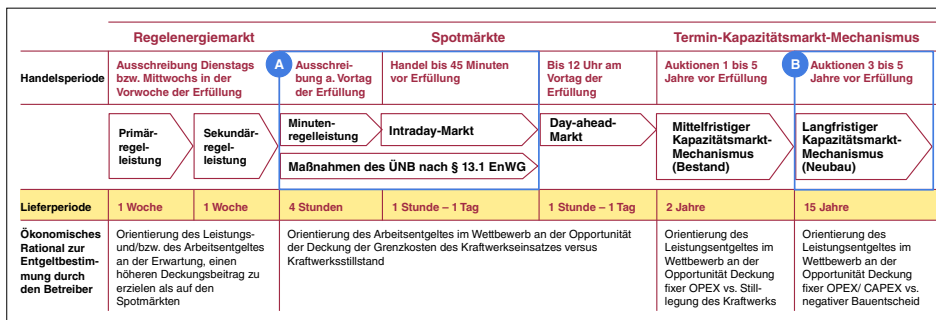 Regelenergiemarkt
Spotmärkte
Termin-Kapazitätsmarkt-Mechanismus
Handelsperiode
Ausschreibung Dienstags
bzw. Mittwochs in der
Vorwoche der Erfüllung
A
Ausschrei-
bung a. Vortag
der Erfüllung
Handel bis 45 Minuten
vor Erfüllung
Bis 12 Uhr am
Vortag der
Erfüllung
Auktionen 1 bis 5
Jahre vor Erfüllung
B
Auktionen 3 bis 5
Jahre vor Erfüllung
Primär-
regel-
leistung
Sekundär-
regel-
leistung
Minuten-
regelleistung
Intraday-Markt
Maßnahmen des ÜNB nach § 13.1 EnWG
Day-ahead-
Markt
Mittelfristiger
Kapazitätsmarkt-
Mechanismus
(Bestand)
Langfristiger
Kapazitätsmarkt-
Mechanismus
(Neubau)
Lieferperiode
1 Woche
1 Woche
4 Stunden
1 Stunde – 1 Tag
1 Stunde – 1 Tag
2 Jahre
15 Jahre
Ökonomisches
Rational zur
Entgeltbestim-
mung durch
den Betreiber
Orientierung des Leistungs-
und/bzw. des Arbeitsentgeltes
an der Erwartung, einen
höheren Deckungsbeitrag zu
erzielen als auf den
Spotmärkten
Orientierung des Arbeitsentgeltes im Wettbewerb an der Opportunität
der Deckung der Grenzkosten des Kraftwerkseinsatzes versus
Kraftwerksstillstand
Orientierung des
Leistungsentgeltes im
Wettbewerb an der
Opportunität Deckung
fixer OPEX vs. Still-
legung des Kraftwerks
Orientierung des
Leistungsentgeltes im
Wettbewerb an der
Opportunität Deckung
fixer OPEX/ CAPEX vs.
negativer Bauentscheid